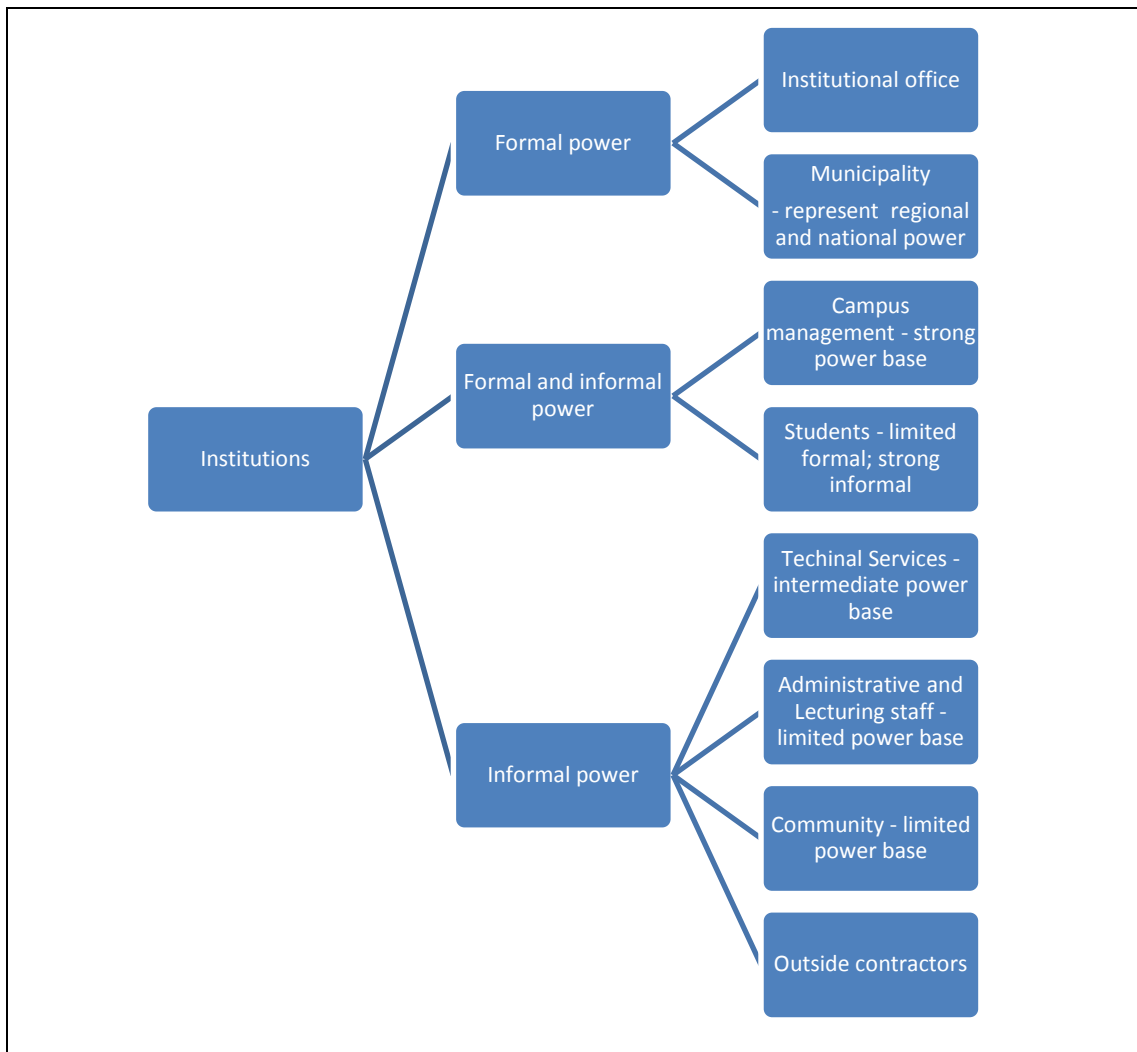 Institutions
Formal power
Institutional office
Municipality
- represent regional
and national power
Formal and informal
power
Campus
management - strong
power base
Students - limited
formal; strong
informal
Informal power
Techinal Services -
intermediate power
base
Administrative and
Lecturing staff -
limited power base
Community - limited
power base
Outside contractors